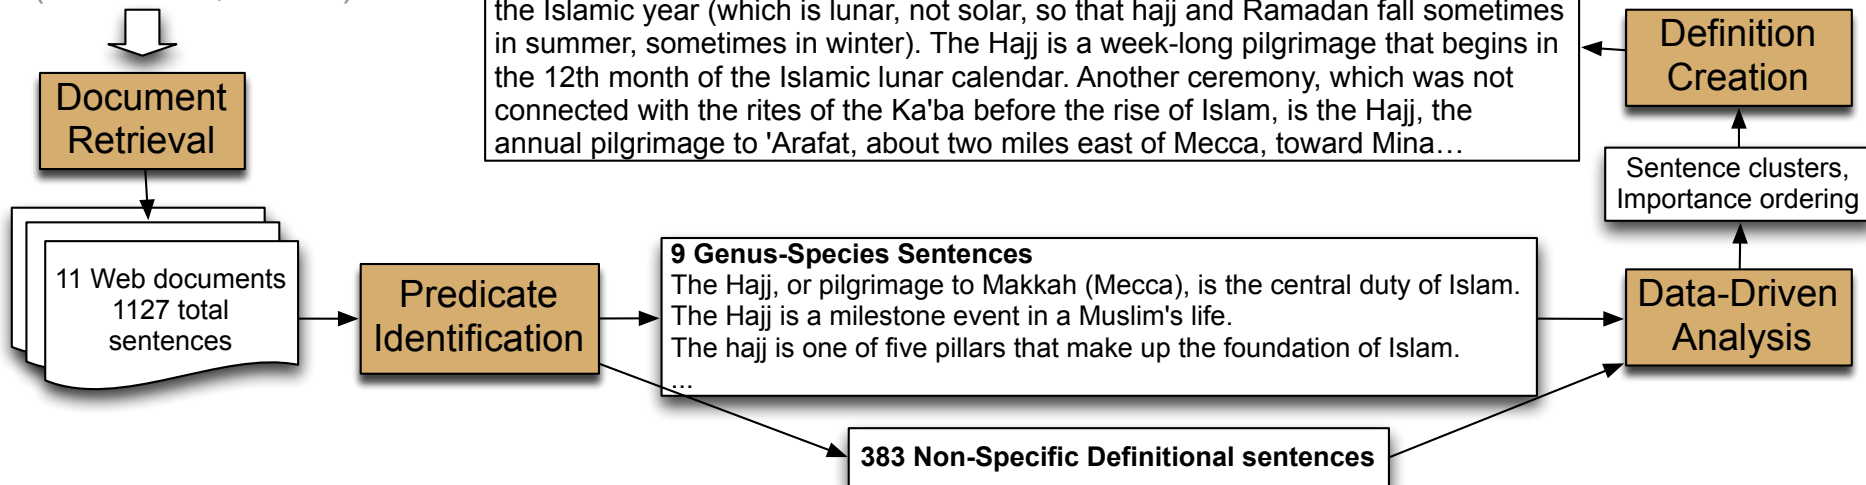 the Islamic year (which is lunar, not solar, so that hajj and Ramadan fall sometimes
in summer, sometimes in winter). The Hajj is a week-long pilgrimage that begins in
the 12th month of the Islamic lunar calendar. Another ceremony, which was not
connected with the rites of the Ka'ba before the rise of Islam, is the Hajj, the
annual pilgrimage to 'Arafat, about two miles east of Mecca, toward Mina…
Definition
Creation
Document
Retrieval
Sentence clusters,
Importance ordering
11 Web documents
1127 total
sentences
Predicate
Identification
9 Genus-Species Sentences
The Hajj, or pilgrimage to Makkah (Mecca), is the central duty of Islam.
The Hajj is a milestone event in a Muslim's life.
The hajj is one of five pillars that make up the foundation of Islam.
...
Data-Driven
Analysis
383 Non-Specific Definitional sentences